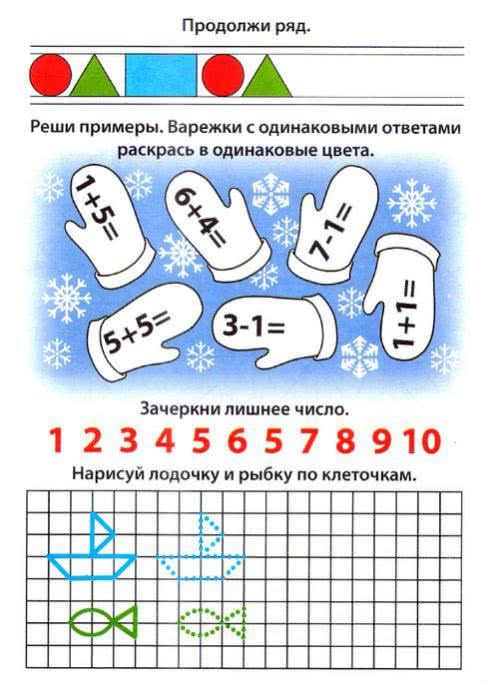 Продолжи ряд.
Реши примеры. Варежки с одинаковыми ответами
раскрась в одинаковые цвета.
1+5=
6+4=
7-1=
5+5=
3-1=
1+1=
Зачеркни лишнее число.
1 2 3 4 5 6 5 7 8 9 10
Нарисуй лодочку и рыбку по клеточкам.